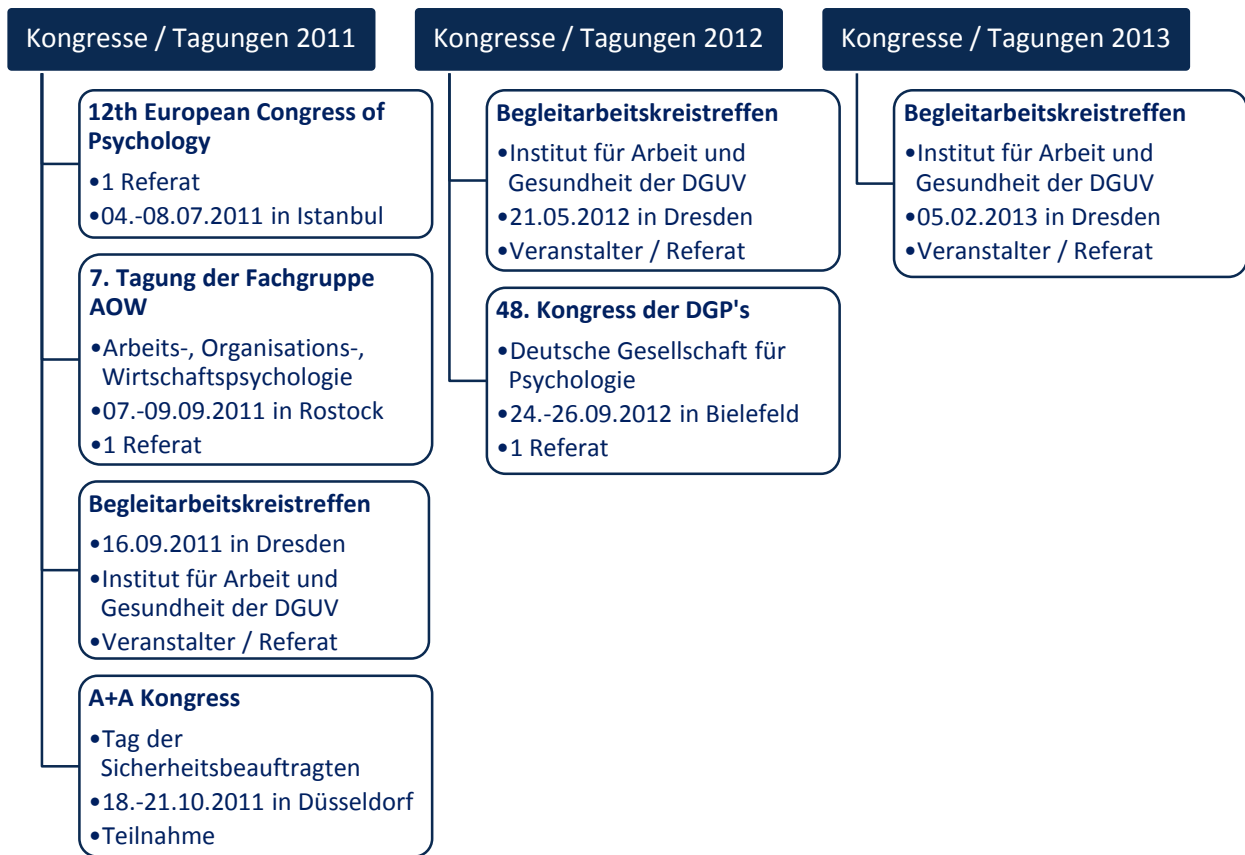 Kongresse / Tagungen 2011
12th European Congress of
Psychology
•1 Referat
•04.-08.07.2011 in Istanbul
7. Tagung der Fachgruppe
AOW
•Arbeits-, Organisations-,
Wirtschaftspsychologie
•07.-09.09.2011 in Rostock
•1 Referat
Begleitarbeitskreistreffen
•16.09.2011 in Dresden
•Institut für Arbeit und
Gesundheit der DGUV
•Veranstalter / Referat
A+A Kongress
•Tag der
Sicherheitsbeauftragten
•18.-21.10.2011 in Düsseldorf
•Teilnahme
Kongresse / Tagungen 2012
Begleitarbeitskreistreffen
•Institut für Arbeit und
Gesundheit der DGUV
•21.05.2012 in Dresden
•Veranstalter / Referat
48. Kongress der DGP's
•Deutsche Gesellschaft für
Psychologie
•24.-26.09.2012 in Bielefeld
•1 Referat
Kongresse / Tagungen 2013
Begleitarbeitskreistreffen
•Institut für Arbeit und
Gesundheit der DGUV
•05.02.2013 in Dresden
•Veranstalter / Referat